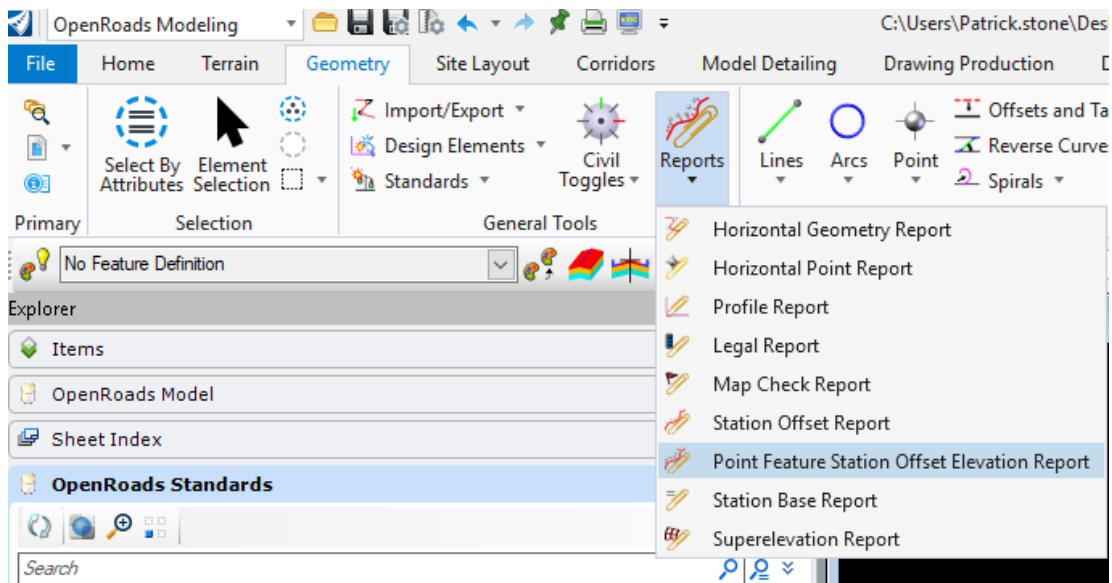 OpenRoads Modeling
C:\Users\Patrick.stone\Des
File Home Terrain Geometry Site Layout Corridors Model Detailing Drawing Production
Select By Attributes
Element Selection
Import/Export
Design Elements
Standards
Civil Toggles
Reports
Lines
Arcs
Point
Offsets and Ta
Reverse Curve
Spirals
Primary
Selection
General Tools
No Feature Definition
Horizontal Geometry Report
Horizontal Point Report
Profile Report
Legal Report
Map Check Report
Station Offset Report
Point Feature Station Offset Elevation Report
Station Base Report
Superelevation Report
Explorer
Items
OpenRoads Model
Sheet Index
OpenRoads Standards
Search